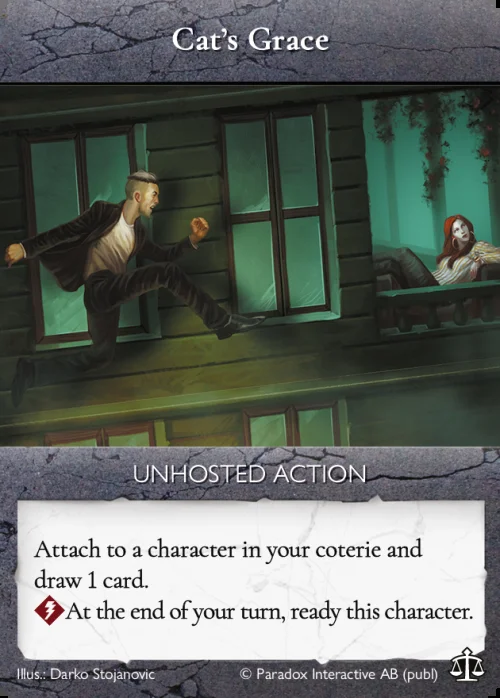 Cat's Grace
UNHOSTED ACTION
Attach to a character in your coterie and
draw 1 card.
At the end of your turn, ready this character.
Illus.: Darko Stojanovic © Paradox Interactive AB (publ)